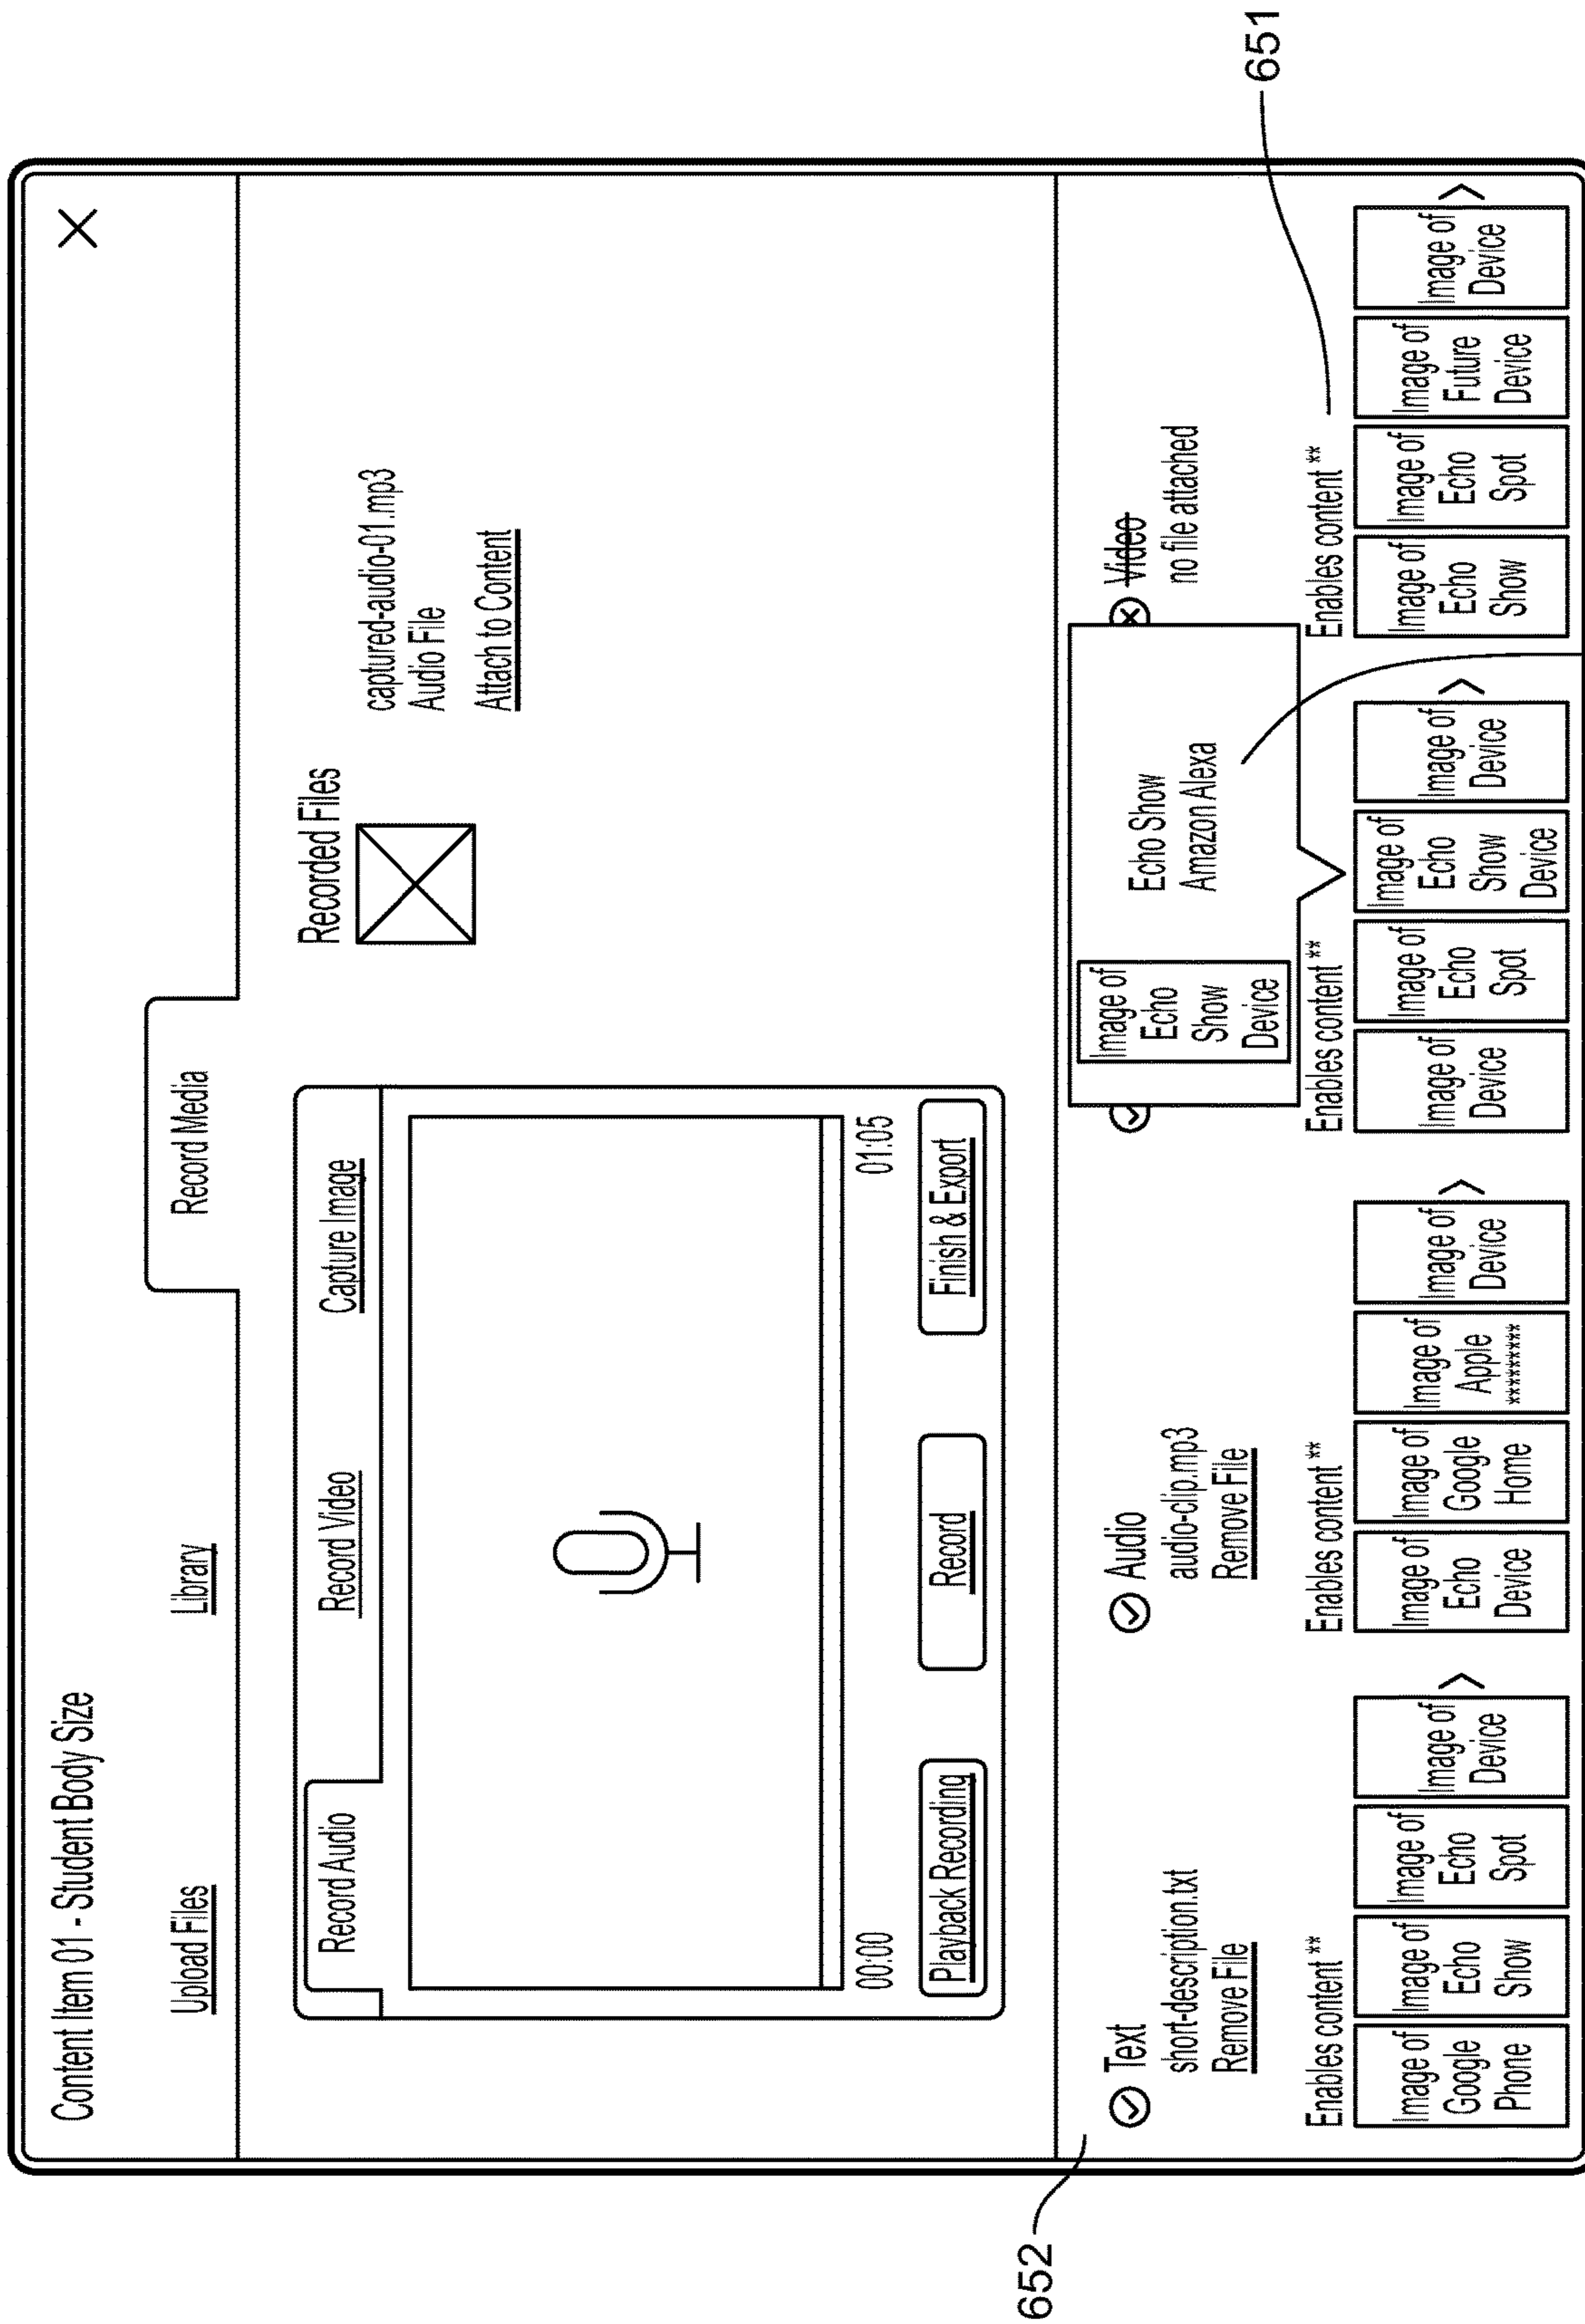 Content Item 01 - Student Body Size
Upload Files
Library
Record Media
Record Audio
Record Video
Capture Image
00:00
01:05
Playback Recording
Record
Finish & Export
Recorded Files
captured-audio-01.mp3
Audio File
Attach to Content
652
Text
short-description.txt
Remove File
Enables content **
Image of
Google
Phone
Image of
Echo
Show
Image of
Echo
Spot
Image of
Device
Audio
audio-clip.mp3
Remove File
Enables content **
Image of
Echo
Device
Image of
Google
Home
Image of
Apple
*********
Image of
Device
Image of
Echo
Show
Device
Echo Show
Amazon Alexa
Enables content **
Image of
Device
Image of
Echo
Spot
Image of
Echo
Show
Device
Image of
Device
Video
no file attached
Enables content **
Image of
Echo
Show
Image of
Echo
Spot
Image of
Future
Device
Image of
Device
651